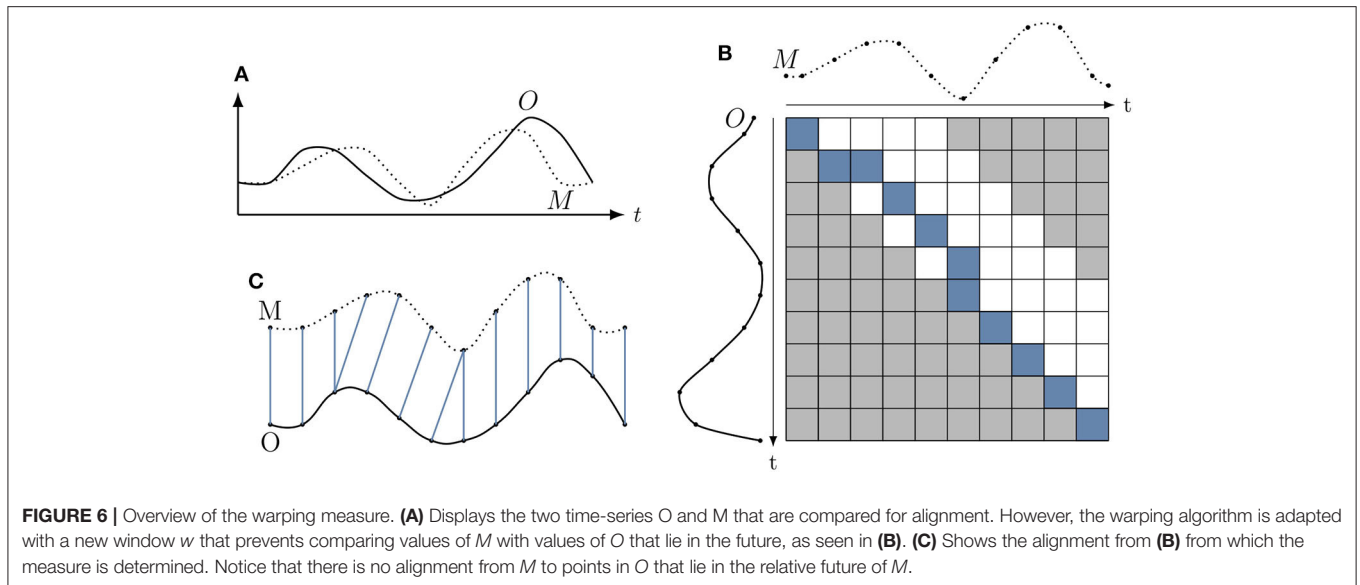 A
O
M
t
B
M
t
O
t
C
M
O
FIGURE 6 | Overview of the warping measure. (A) Displays the two time-series O and M that are compared for alignment. However, the warping algorithm is adapted
with a new window w that prevents comparing values of M with values of O that lie in the future, as seen in (B). (C) Shows the alignment from (B) from which the
measure is determined. Notice that there is no alignment from M to points in O that lie in the relative future of M.